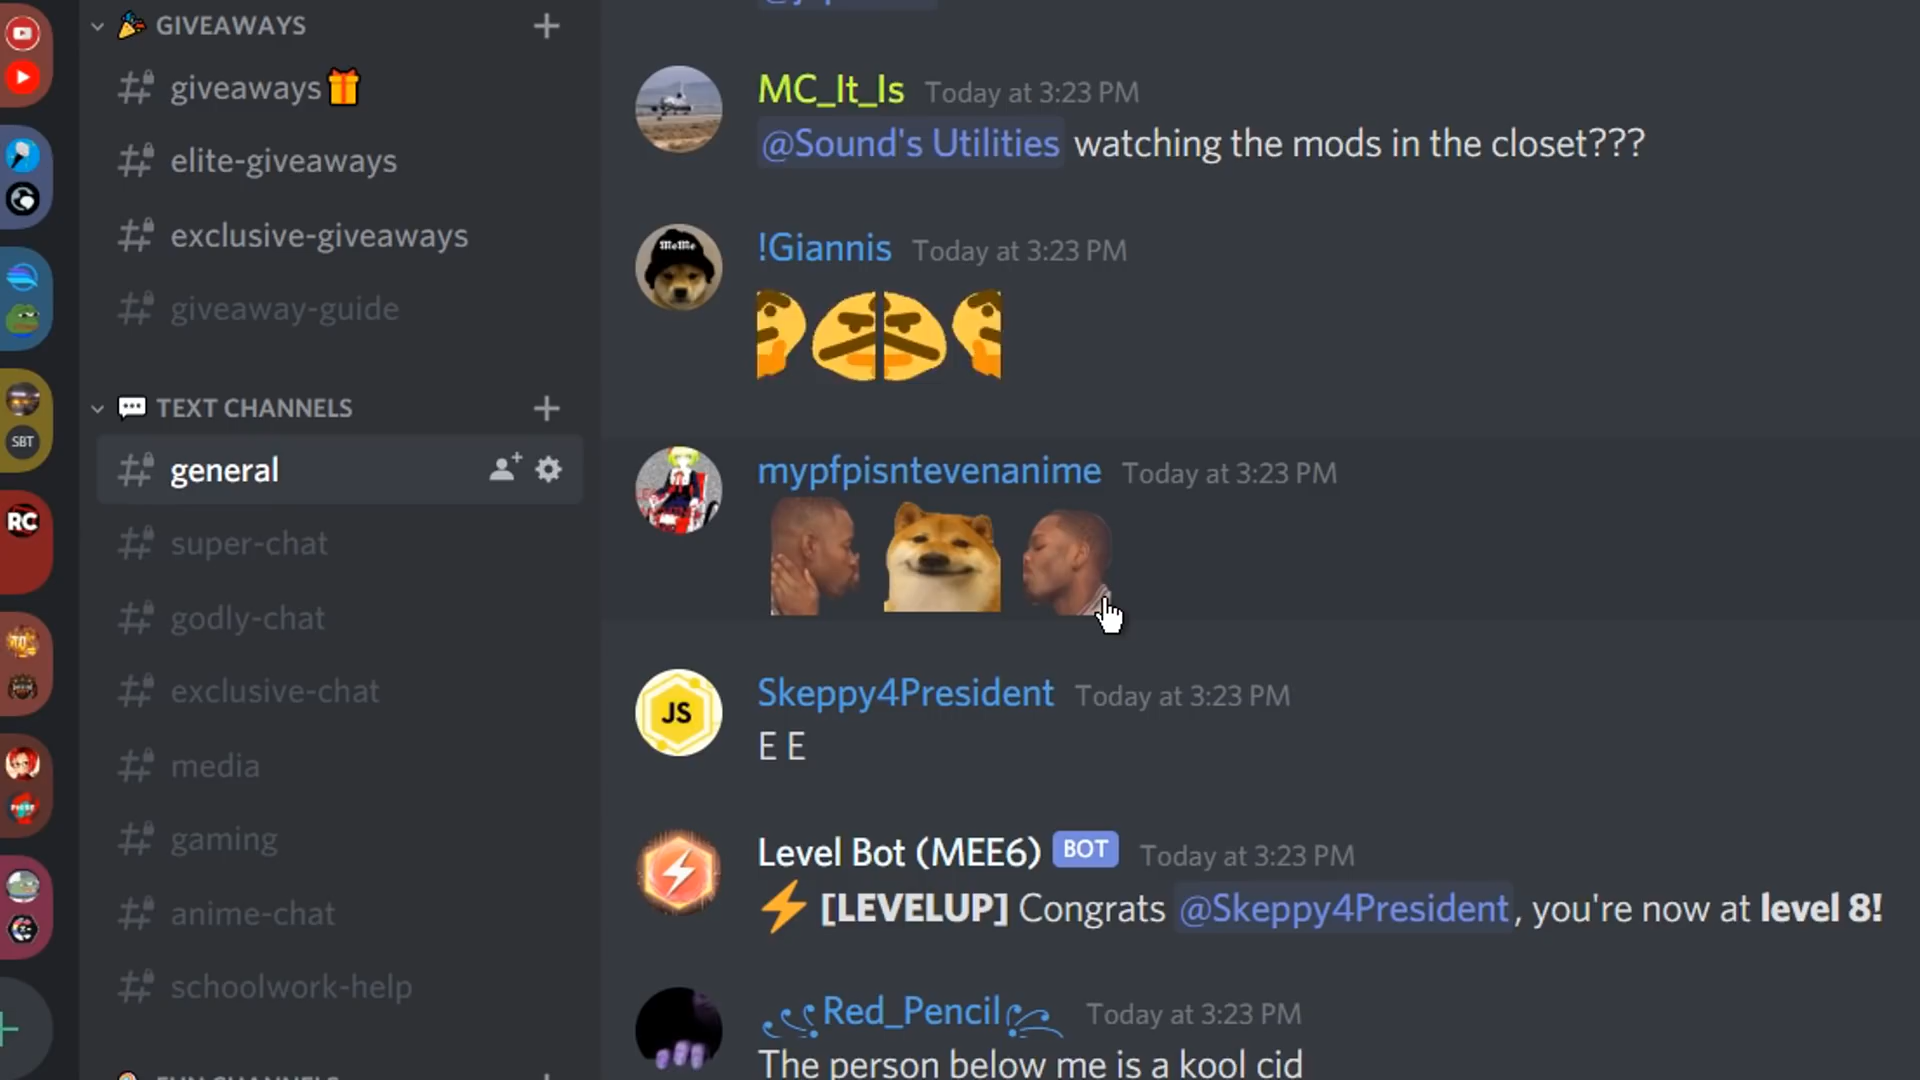 GIVEAWAYS
giveaways
elite-giveaways
exclusive-giveaways
giveaway-guide
TEXT CHANNELS
general
super-chat
godly-chat
exclusive-chat
media
gaming
anime-chat
schoolwork-help
SBT
RC
MC_It_Is Today at 3:23 PM
@Sound's Utilities watching the mods in the closet???
MeMe
!Giannis Today at 3:23 PM
mypfpisntevenanime Today at 3:23 PM
JS
Skeppy4President Today at 3:23 PM
E E
Level Bot (MEE6) BOT Today at 3:23 PM
[LEVELUP] Congrats @Skeppy4President, you're now at level 8!
Red_Pencil Today at 3:23 PM
The person below me is a kool cid